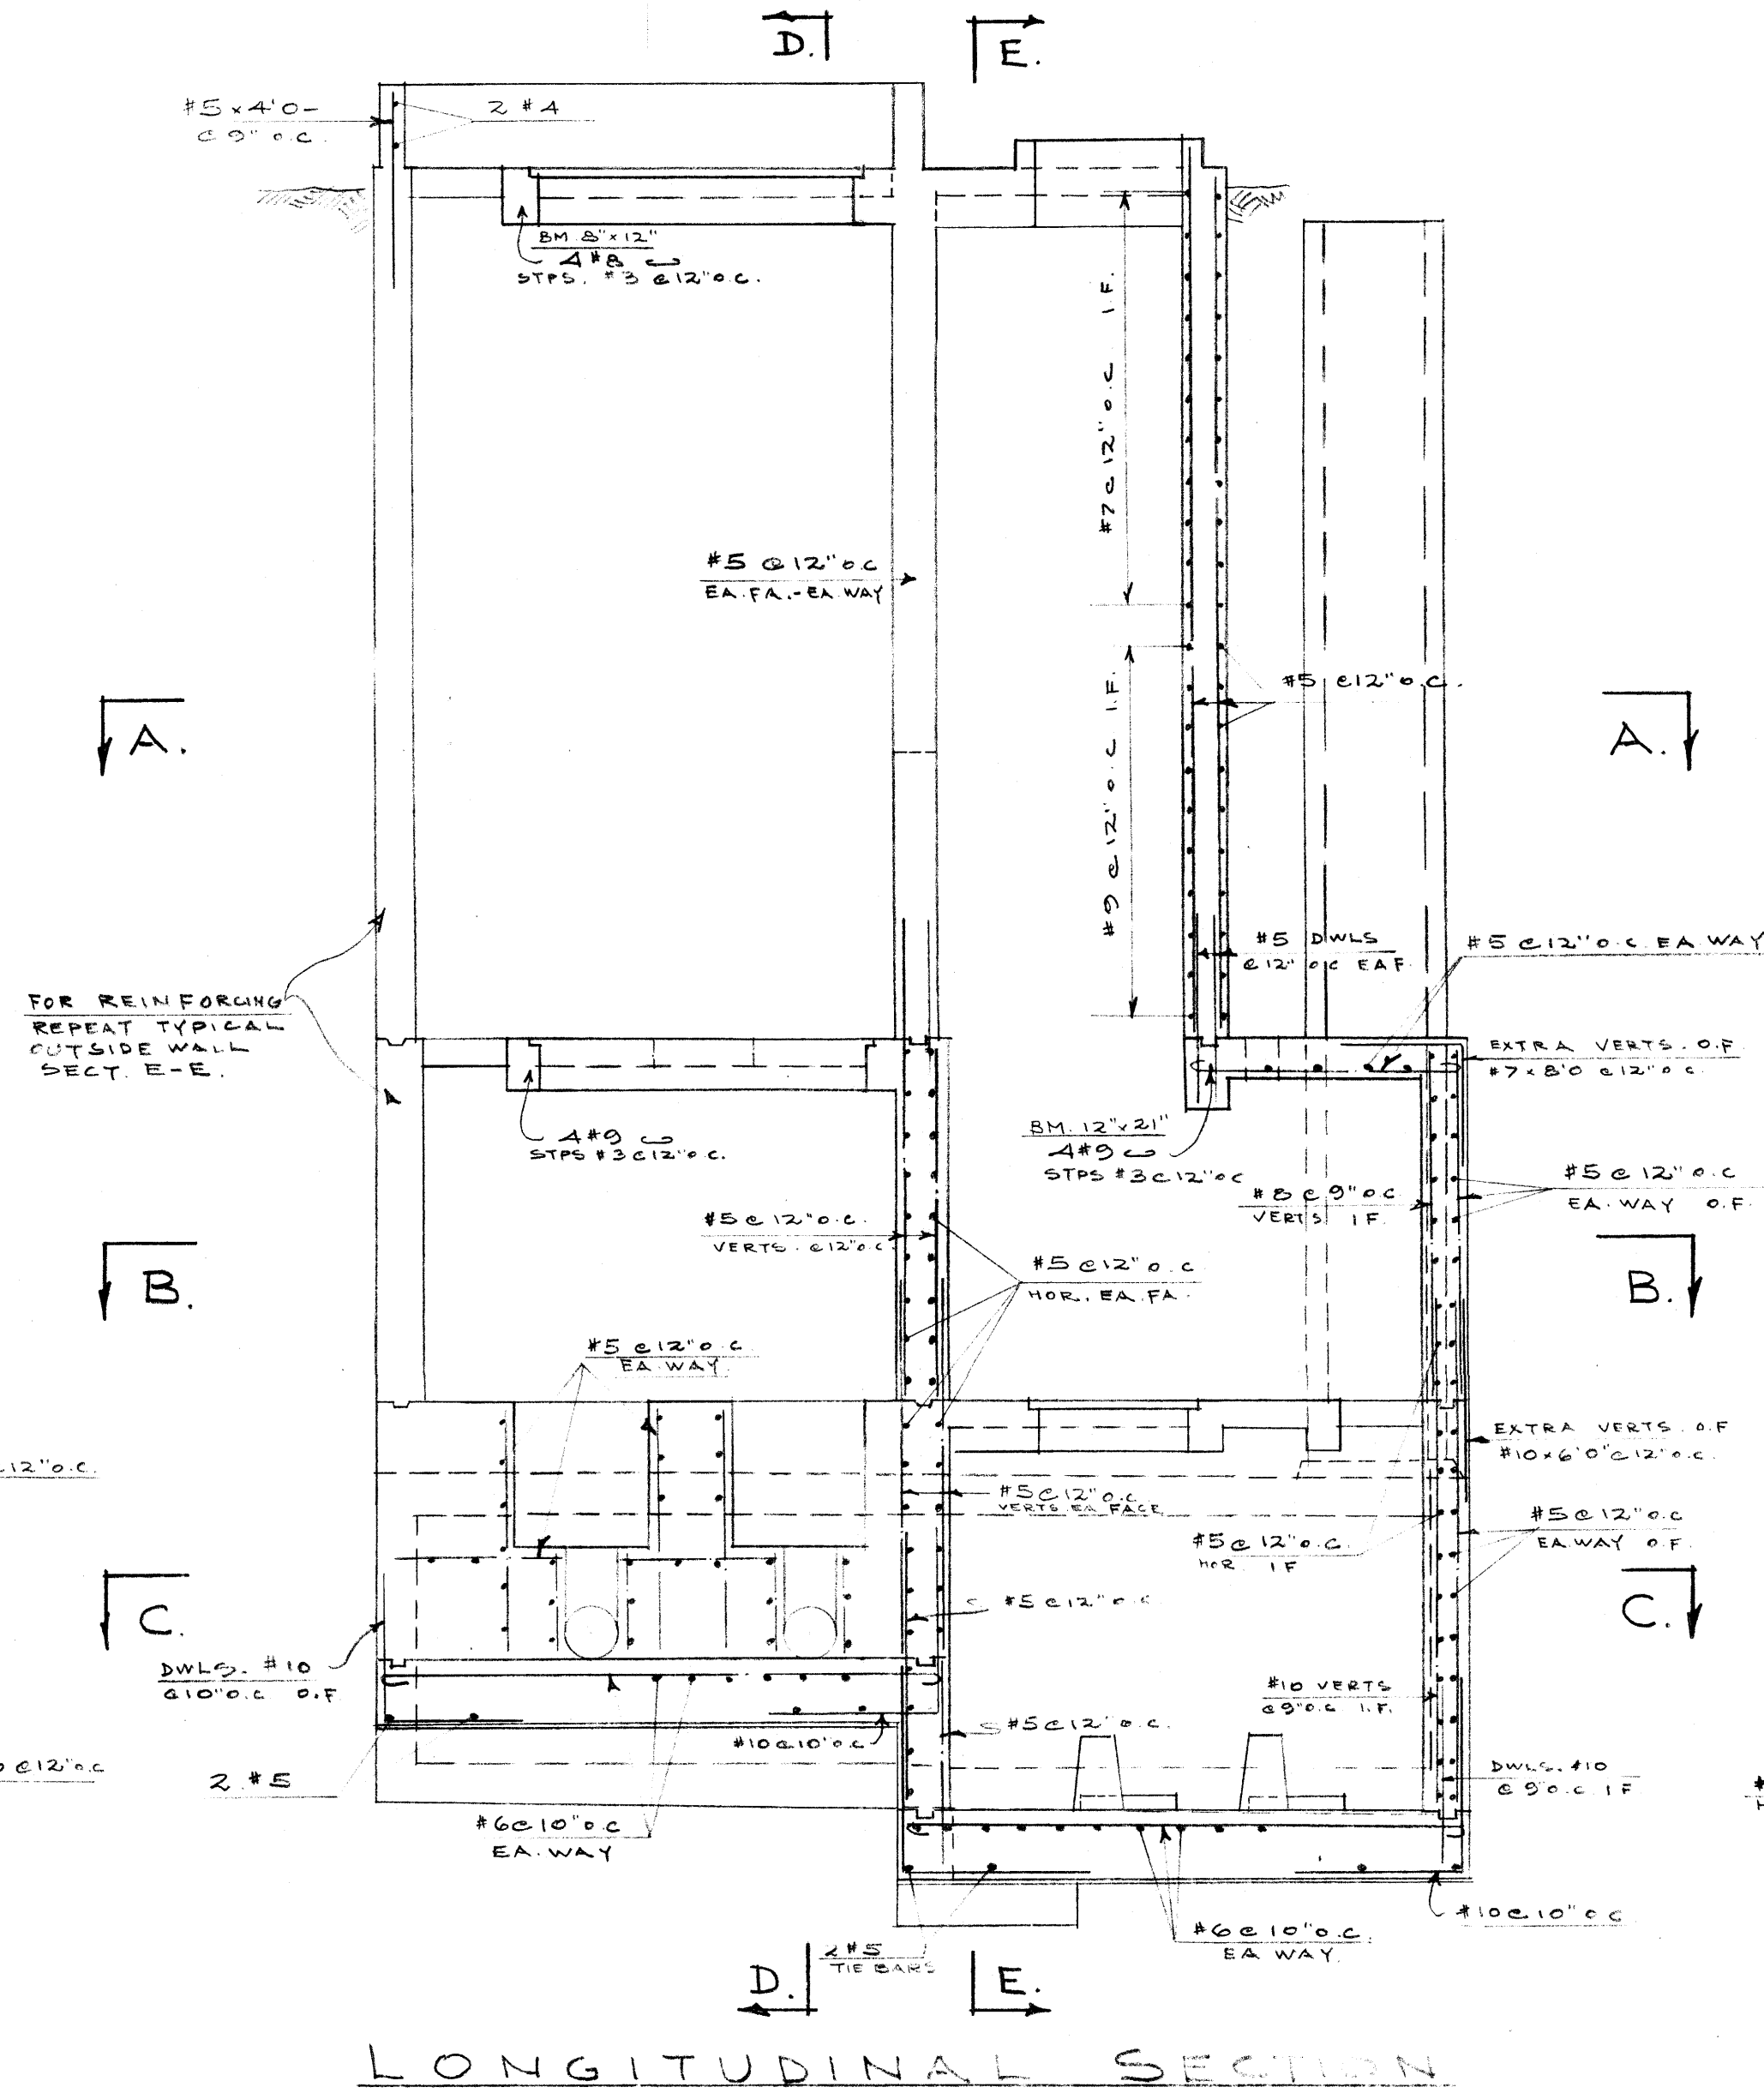 D.
E.
#5 x 4'0-
@ 9" o.c.
2 #4
BM. 8"x12"
4 #8
STPS. #3 @ 12" o.c.
#7 @ 12" o.c I.F.
#5 @ 12" o.c
EA. FA.-EA. WAY
#9 @ 12" o.c I.F.
#5 @ 12" o.c.
A.
A.
#5 DWLS
@ 12" o.c EA F.
#5 @ 12" o.c. EA WAY
FOR REINFORCING
REPEAT TYPICAL
OUTSIDE WALL
SECT. E-E.
EXTRA VERTS. O.F
#7 x 8'0 @ 12" o.c.
4 #9
STPS #3 @ 12" o.c.
BM. 12"x21"
4 #9
STPS #3 @ 12" o.c
#8 @ 9" o.c
VERTS I F.
#5 @ 12" o.c
EA. WAY O.F.
#5 @ 12" o.c.
VERTS. @ 12" o.c
#5 @ 12" o.c
HOR. EA. FA.
B.
B.
#5 @ 12" o.c
EA. WAY.
EXTRA VERTS. O.F
#10 x 6'0" @ 12" o.c.
12" o.c.
#5 @ 12" o.c
VERTS EA FACE
#5 @ 12" o.c.
HOR. I F
#5 @ 12" o.c
EA. WAY O.F.
C.
C.
#5 @ 12" o.c
DWLS. #10
@ 10" o.c. O.F
#10 VERTS
@ 9" o.c I.F.
#5 @ 12" o.c.
#10 @ 10" o.c
DWLS. #10
@ 9" o.c. I F
@ 12" o.c
2 #5
#6 @ 10" o.c
EA. WAY
#10 @ 10" o.c
#6 @ 10" o.c.
EA WAY.
2 #5
TIE BARS
D.
E.
LONGITUDINAL SECTION